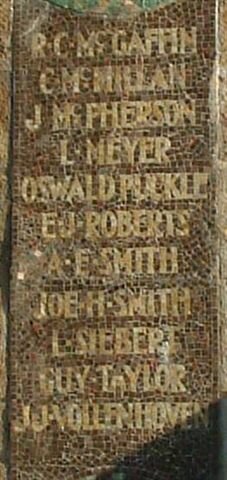 R·C·McGAFFIN
C·McMILLAN
J·McPHERSON
L·MEYER
OSWALD PUCKLE
E·J·ROBERTS
A·E·SMITH
JOE·H·SMITH
L·SIEBERT
GUY·TAYLOR
J·J·VOLLENHOVEN